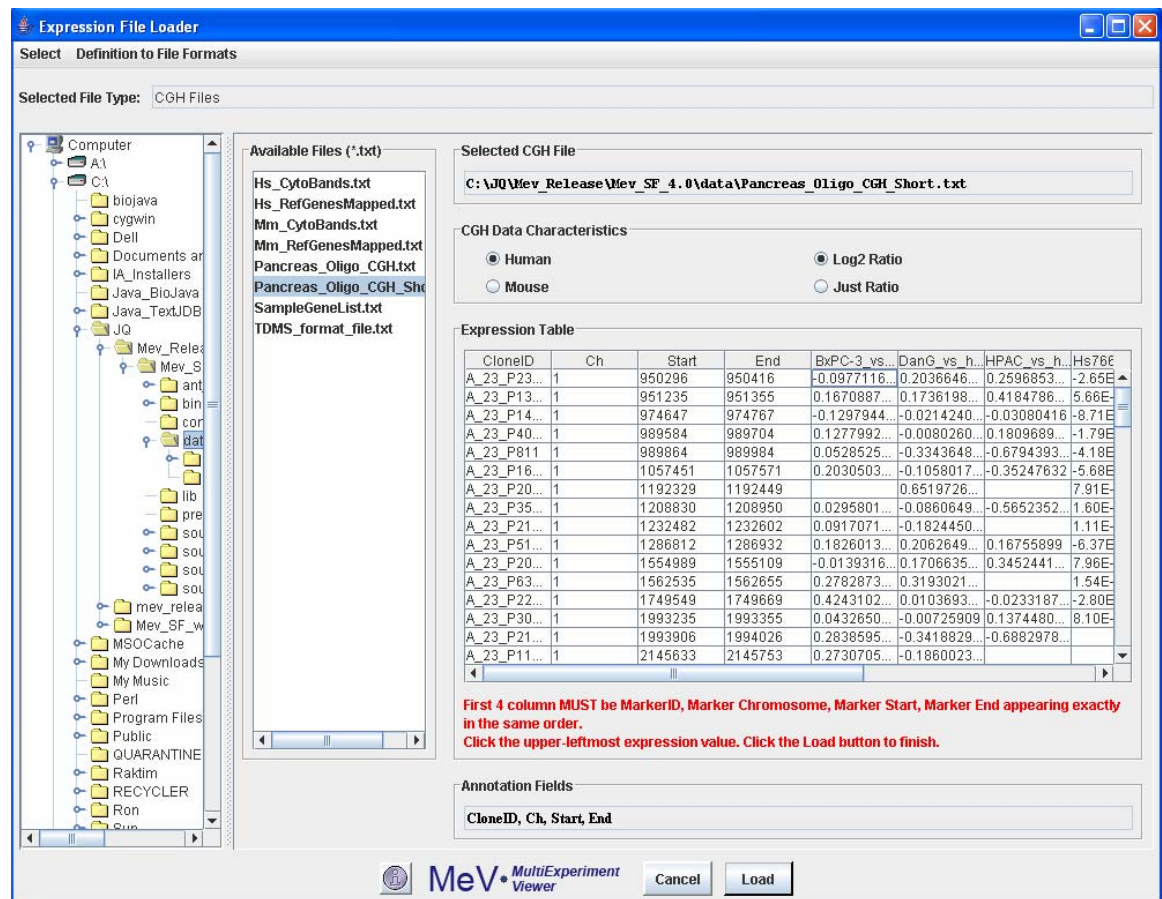 Expression File Loader
Select Definition to File Formats
Selected File Type: CGH Files
Computer
A:\
C:\
biojava
cygwin
Dell
Documents ar
IA_Installers
Java_BioJava
Java_TextJDB
JQ
Mev_Relea
Mev_S
ant
bin
cor
dat
lib
pre
sou
sou
sou
sou
mev_relea
Mev_SF_w
MSOCache
My Downloads
My Music
Perl
Program Files
Public
QUARANTINE
Raktim
RECYCLER
Ron
Sun
Available Files (*.txt)
Hs_CytoBands.txt
Hs_RefGenesMapped.txt
Mm_CytoBands.txt
Mm_RefGenesMapped.txt
Pancreas_Oligo_CGH.txt
Pancreas_Oligo_CGH_Sho
SampleGeneList.txt
TDMS_format_file.txt
Selected CGH File
C:\JQ\Mev_Release\Mev_SF_4.0\data\Pancreas_Oligo_CGH_Short.txt
CGH Data Characteristics
Human Log2 Ratio
Mouse Just Ratio
Expression Table
CloneID Ch Start End BxPC-3_vs... DanG_vs_h... HPAC_vs_h... Hs766
A_23_P23... 1 950296 950416 -0.0977116... 0.2036646... 0.2596853... -2.65E
A_23_P13... 1 951235 951355 0.1670887... 0.1736198... 0.4184786... 5.66E-
A_23_P14... 1 974647 974767 -0.1297944... -0.0214240... -0.03080416 -8.71E
A_23_P40... 1 989584 989704 0.1277992... -0.0080260... 0.1809689... -1.79E
A_23_P811 1 989864 989984 0.0528525... -0.3343648... -0.6794393... -4.18E
A_23_P16... 1 1057451 1057571 0.2030503... -0.1058017... -0.35247632 -5.68E
A_23_P20... 1 1192329 1192449 0.6519726... 7.91E-
A_23_P35... 1 1208830 1208950 0.0295801... -0.0860649... -0.5652352... 1.60E-
A_23_P21... 1 1232482 1232602 0.0917071... -0.1824450... 1.11E-
A_23_P51... 1 1286812 1286932 0.1826013... 0.2062649... 0.16755899 -6.37E
A_23_P20... 1 1554989 1555109 -0.0139316... 0.1706635... 0.3452441... 7.96E-
A_23_P63... 1 1562535 1562655 0.2782873... 0.3193021... 1.54E-
A_23_P22... 1 1749549 1749669 0.4243102... 0.0103693... -0.0233187... -2.80E
A_23_P30... 1 1993235 1993355 0.0432650... -0.00725909 0.1374480... 8.10E-
A_23_P21... 1 1993906 1994026 0.2838595... -0.3418829... -0.6882978...
A_23_P11... 1 2145633 2145753 0.2730705... -0.1860023...
First 4 column MUST be MarkerID, Marker Chromosome, Marker Start, Marker End appearing exactly
in the same order.
Click the upper-leftmost expression value. Click the Load button to finish.
Annotation Fields
CloneID, Ch, Start, End
MeV MultiExperiment
Viewer
Cancel Load